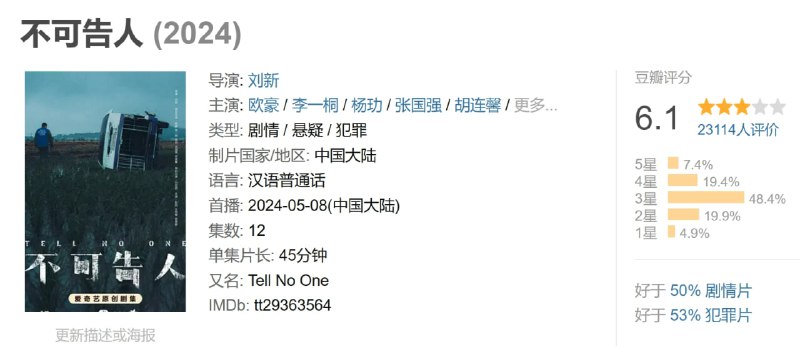 不可告人 (2024)
导演: 刘新
主演: 欧豪 / 李一桐 / 杨玏 / 张国强 / 胡连馨 / 更多...
类型: 剧情 / 悬疑 / 犯罪
制片国家/地区: 中国大陆
语言: 汉语普通话
首播: 2024-05-08(中国大陆)
集数: 12
单集片长: 45分钟
又名: Tell No One
IMDb: tt29363564
TELL NO ONE
不可告人
爱奇艺原创剧集
更新描述或海报
豆瓣评分
6.1
23114人评价
5星 7.4%
4星 19.4%
3星 48.4%
2星 19.9%
1星 4.9%
好于 50% 剧情片
好于 53% 犯罪片